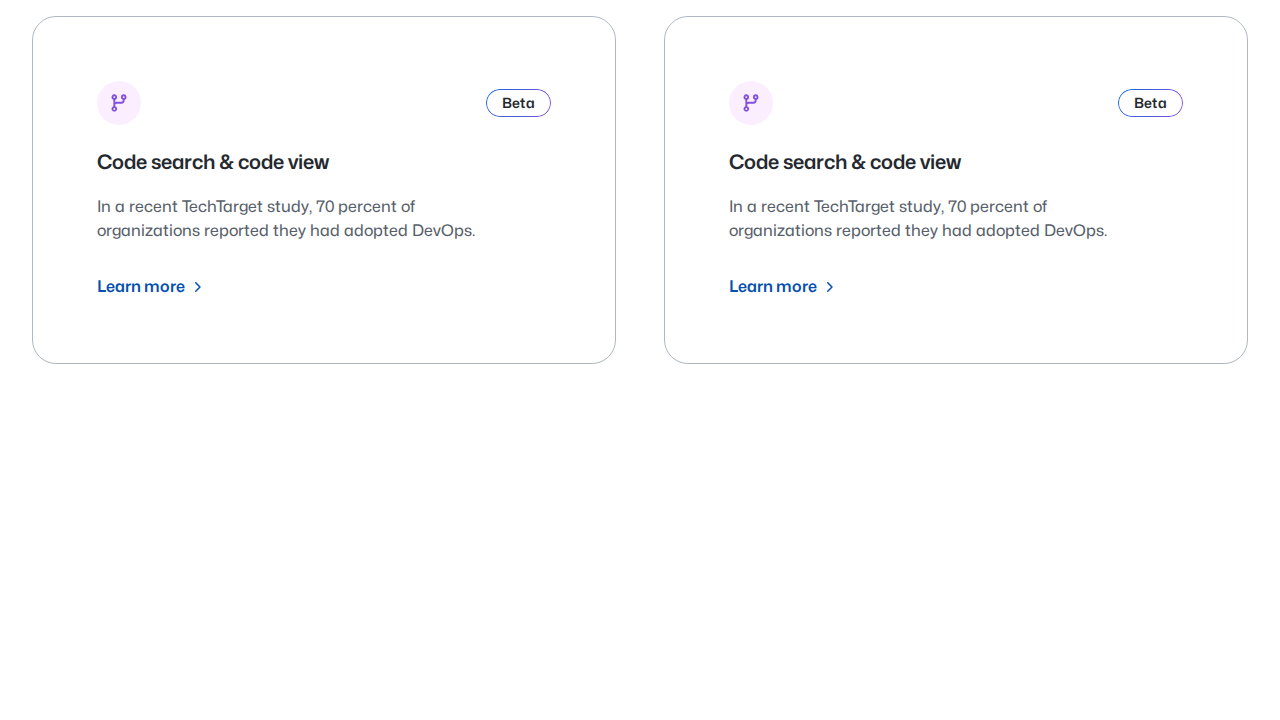 Beta
Code search & code view
In a recent TechTarget study, 70 percent of
organizations reported they had adopted DevOps.
Learn more
Beta
Code search & code view
In a recent TechTarget study, 70 percent of
organizations reported they had adopted DevOps.
Learn more